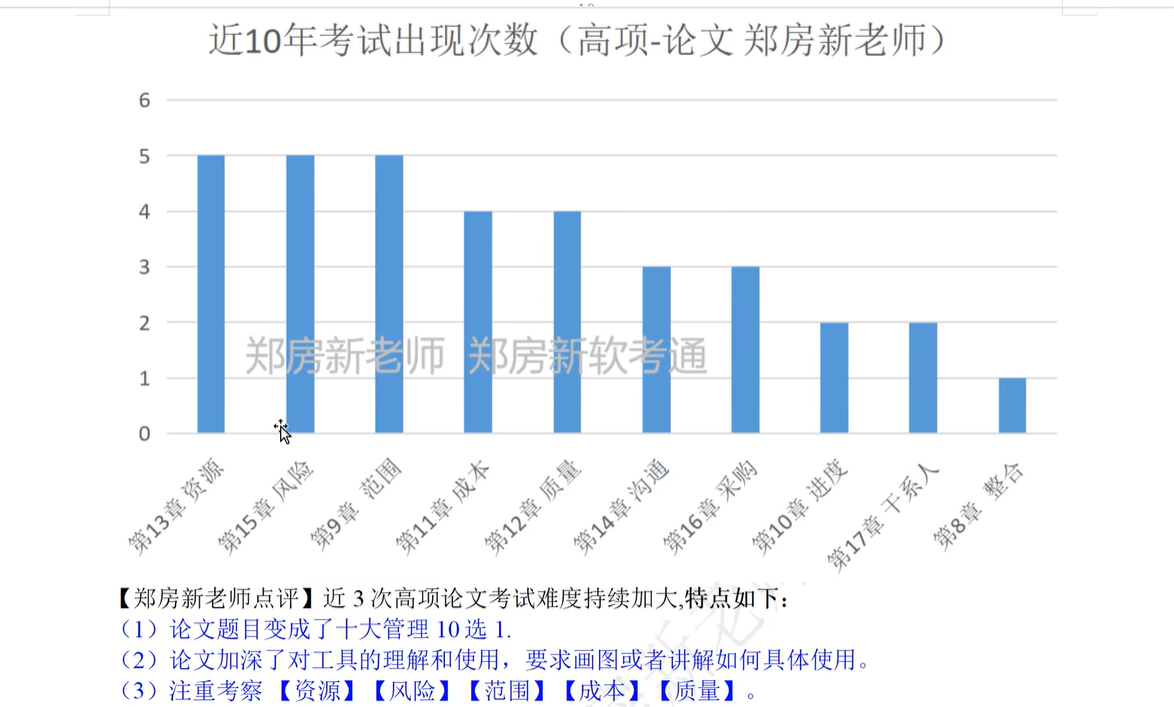 近10年考试出现次数（高项-论文 郑房新老师）
6
5
4
3
2
1
0
郑房新老师 郑房新软考通
第13章 资源
第15章 风险
第9章 范围
第11章 成本
第12章 质量
第14章 沟通
第16章 采购
第10章 进度
第17章 干系人
第8章 整合
【郑房新老师点评】近 3 次高项论文考试难度持续加大,特点如下：
（1）论文题目变成了十大管理 10 选 1.
（2）论文加深了对工具的理解和使用，要求画图或者讲解如何具体使用。
（3）注重考察 【资源】【风险】【范围】【成本】【质量】。